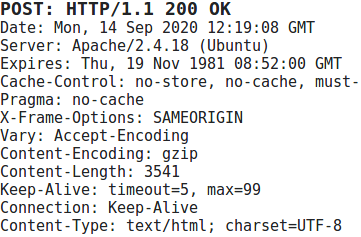 POST: HTTP/1.1 200 OK
Date: Mon, 14 Sep 2020 12:19:08 GMT
Server: Apache/2.4.18 (Ubuntu)
Expires: Thu, 19 Nov 1981 08:52:00 GMT
Cache-Control: no-store, no-cache, must-
Pragma: no-cache
X-Frame-Options: SAMEORIGIN
Vary: Accept-Encoding
Content-Encoding: gzip
Content-Length: 3541
Keep-Alive: timeout=5, max=99
Connection: Keep-Alive
Content-Type: text/html; charset=UTF-8